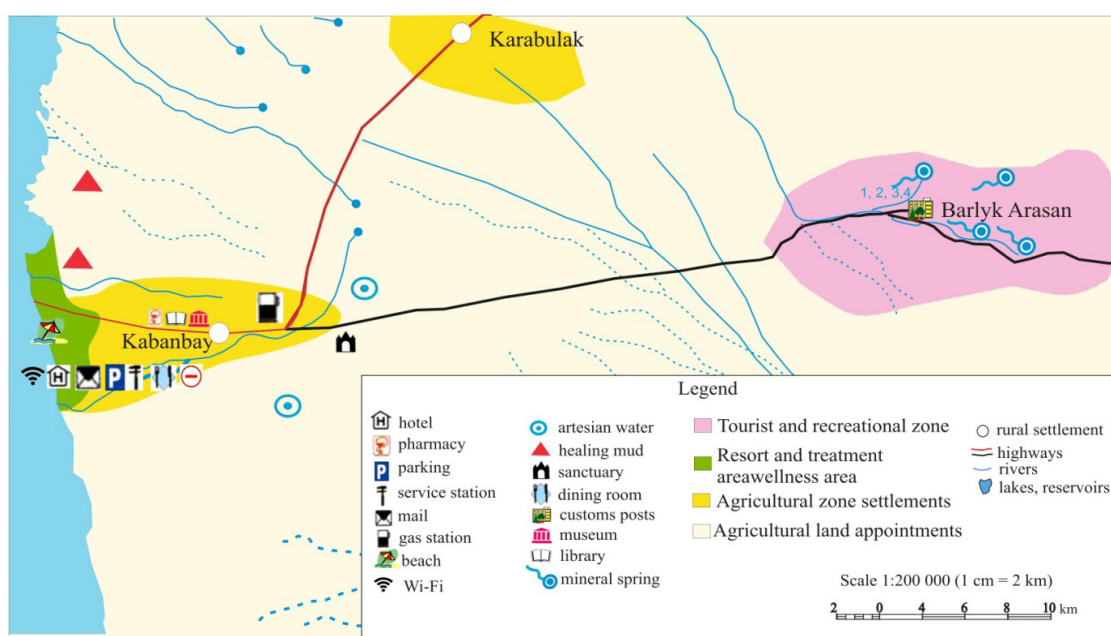 Karabulak
1, 2, 3,4
Barlyk Arasan
Kabanbay
H
P
Legend
hotel
pharmacy
parking
service station
mail
gas station
beach
Wi-Fi
artesian water
healing mud
sanctuary
dining room
customs posts
museum
library
mineral spring
Tourist and recreational zone
Resort and treatment
areawellness area
Agricultural zone settlements
Agricultural land appointments
rural settlement
highways
rivers
lakes, reservoirs
H
P
Scale 1:200 000 (1 cm = 2 km)
2 0 4 6 8 10 km